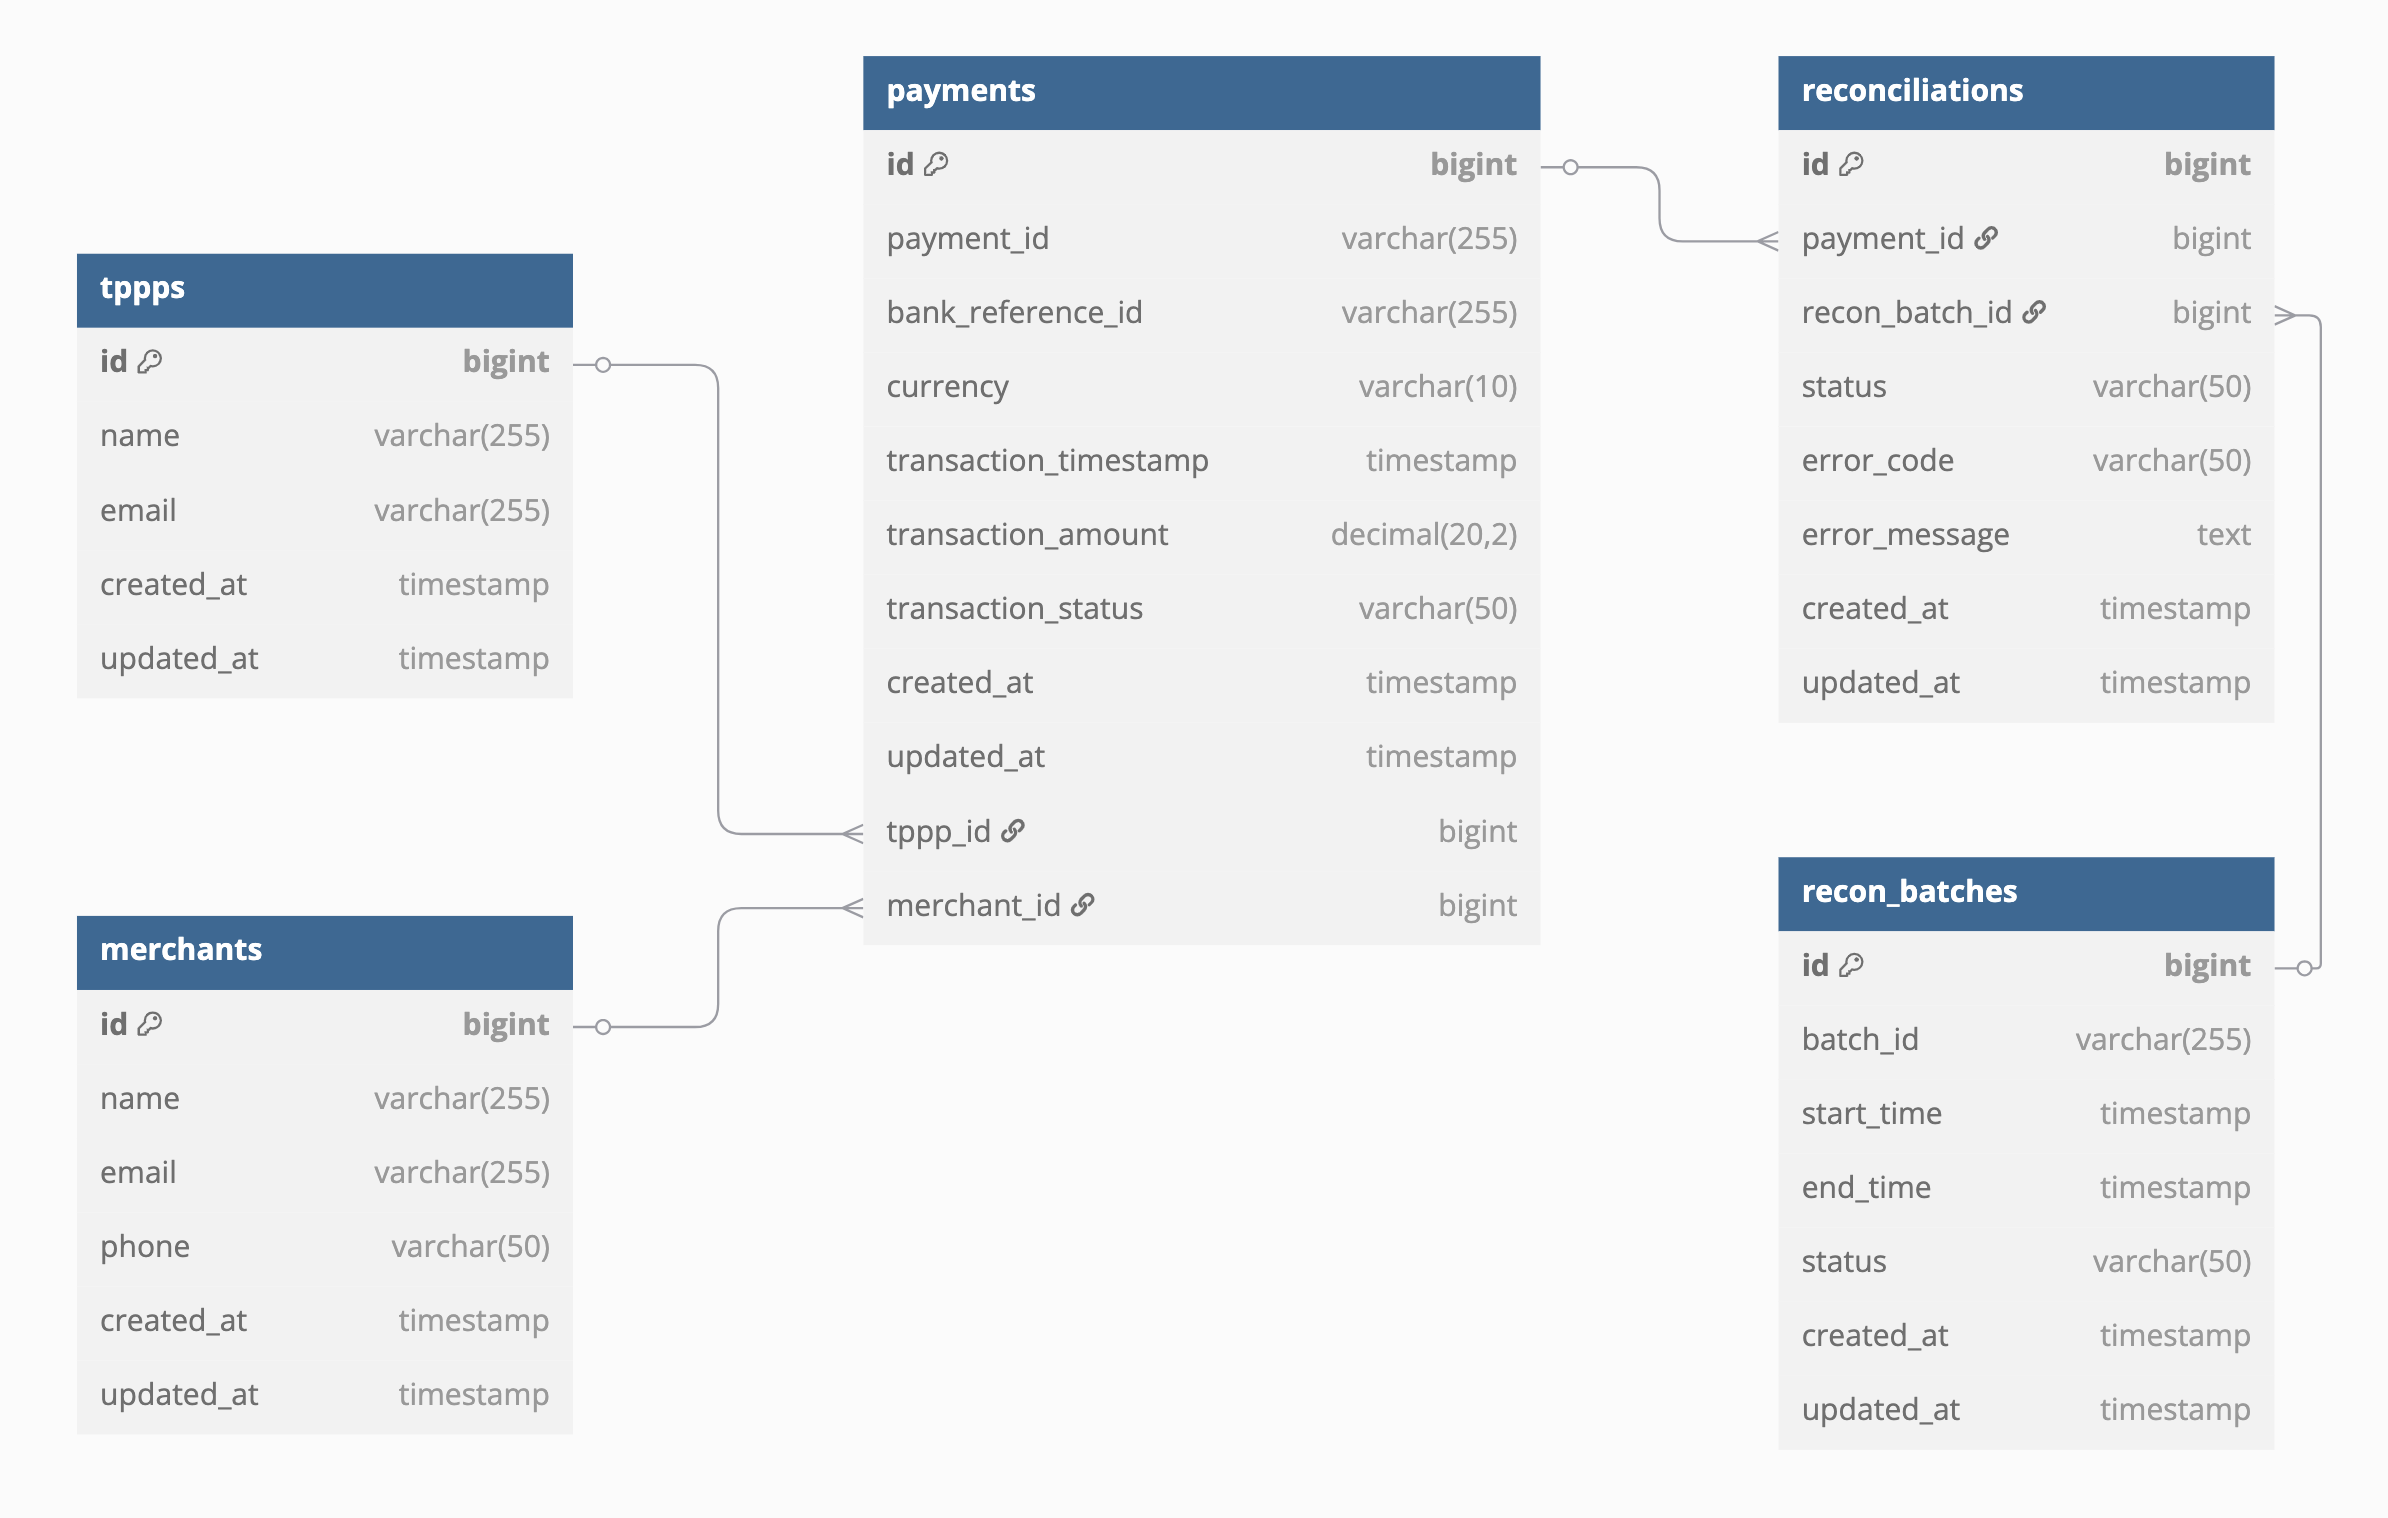 payments
id bigint
payment_id varchar(255)
bank_reference_id varchar(255)
currency varchar(10)
transaction_timestamp timestamp
transaction_amount decimal(20,2)
transaction_status varchar(50)
created_at timestamp
updated_at timestamp
tppp_id bigint
merchant_id bigint
reconciliations
id bigint
payment_id bigint
recon_batch_id bigint
status varchar(50)
error_code varchar(50)
error_message text
created_at timestamp
updated_at timestamp
tppps
id bigint
name varchar(255)
email varchar(255)
created_at timestamp
updated_at timestamp
merchants
id bigint
name varchar(255)
email varchar(255)
phone varchar(50)
created_at timestamp
updated_at timestamp
recon_batches
id bigint
batch_id varchar(255)
start_time timestamp
end_time timestamp
status varchar(50)
created_at timestamp
updated_at timestamp